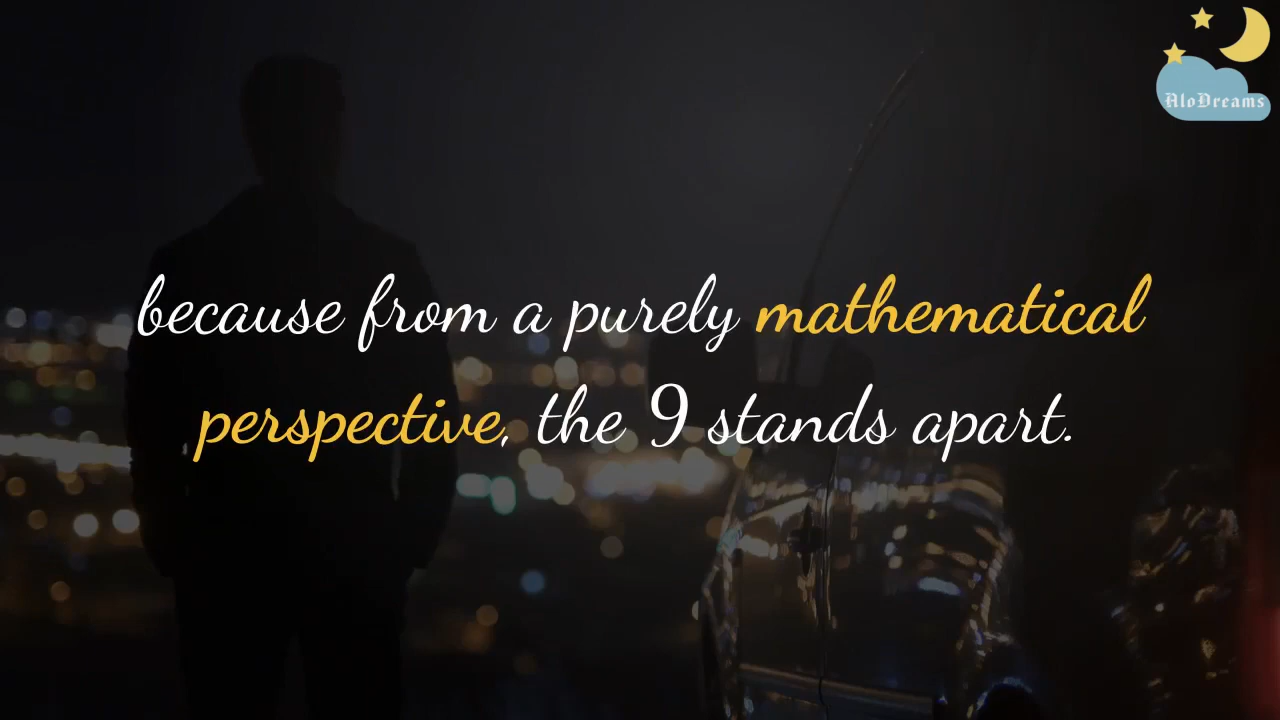 AloDreams
because from a purely mathematical
perspective, the 9 stands apart.